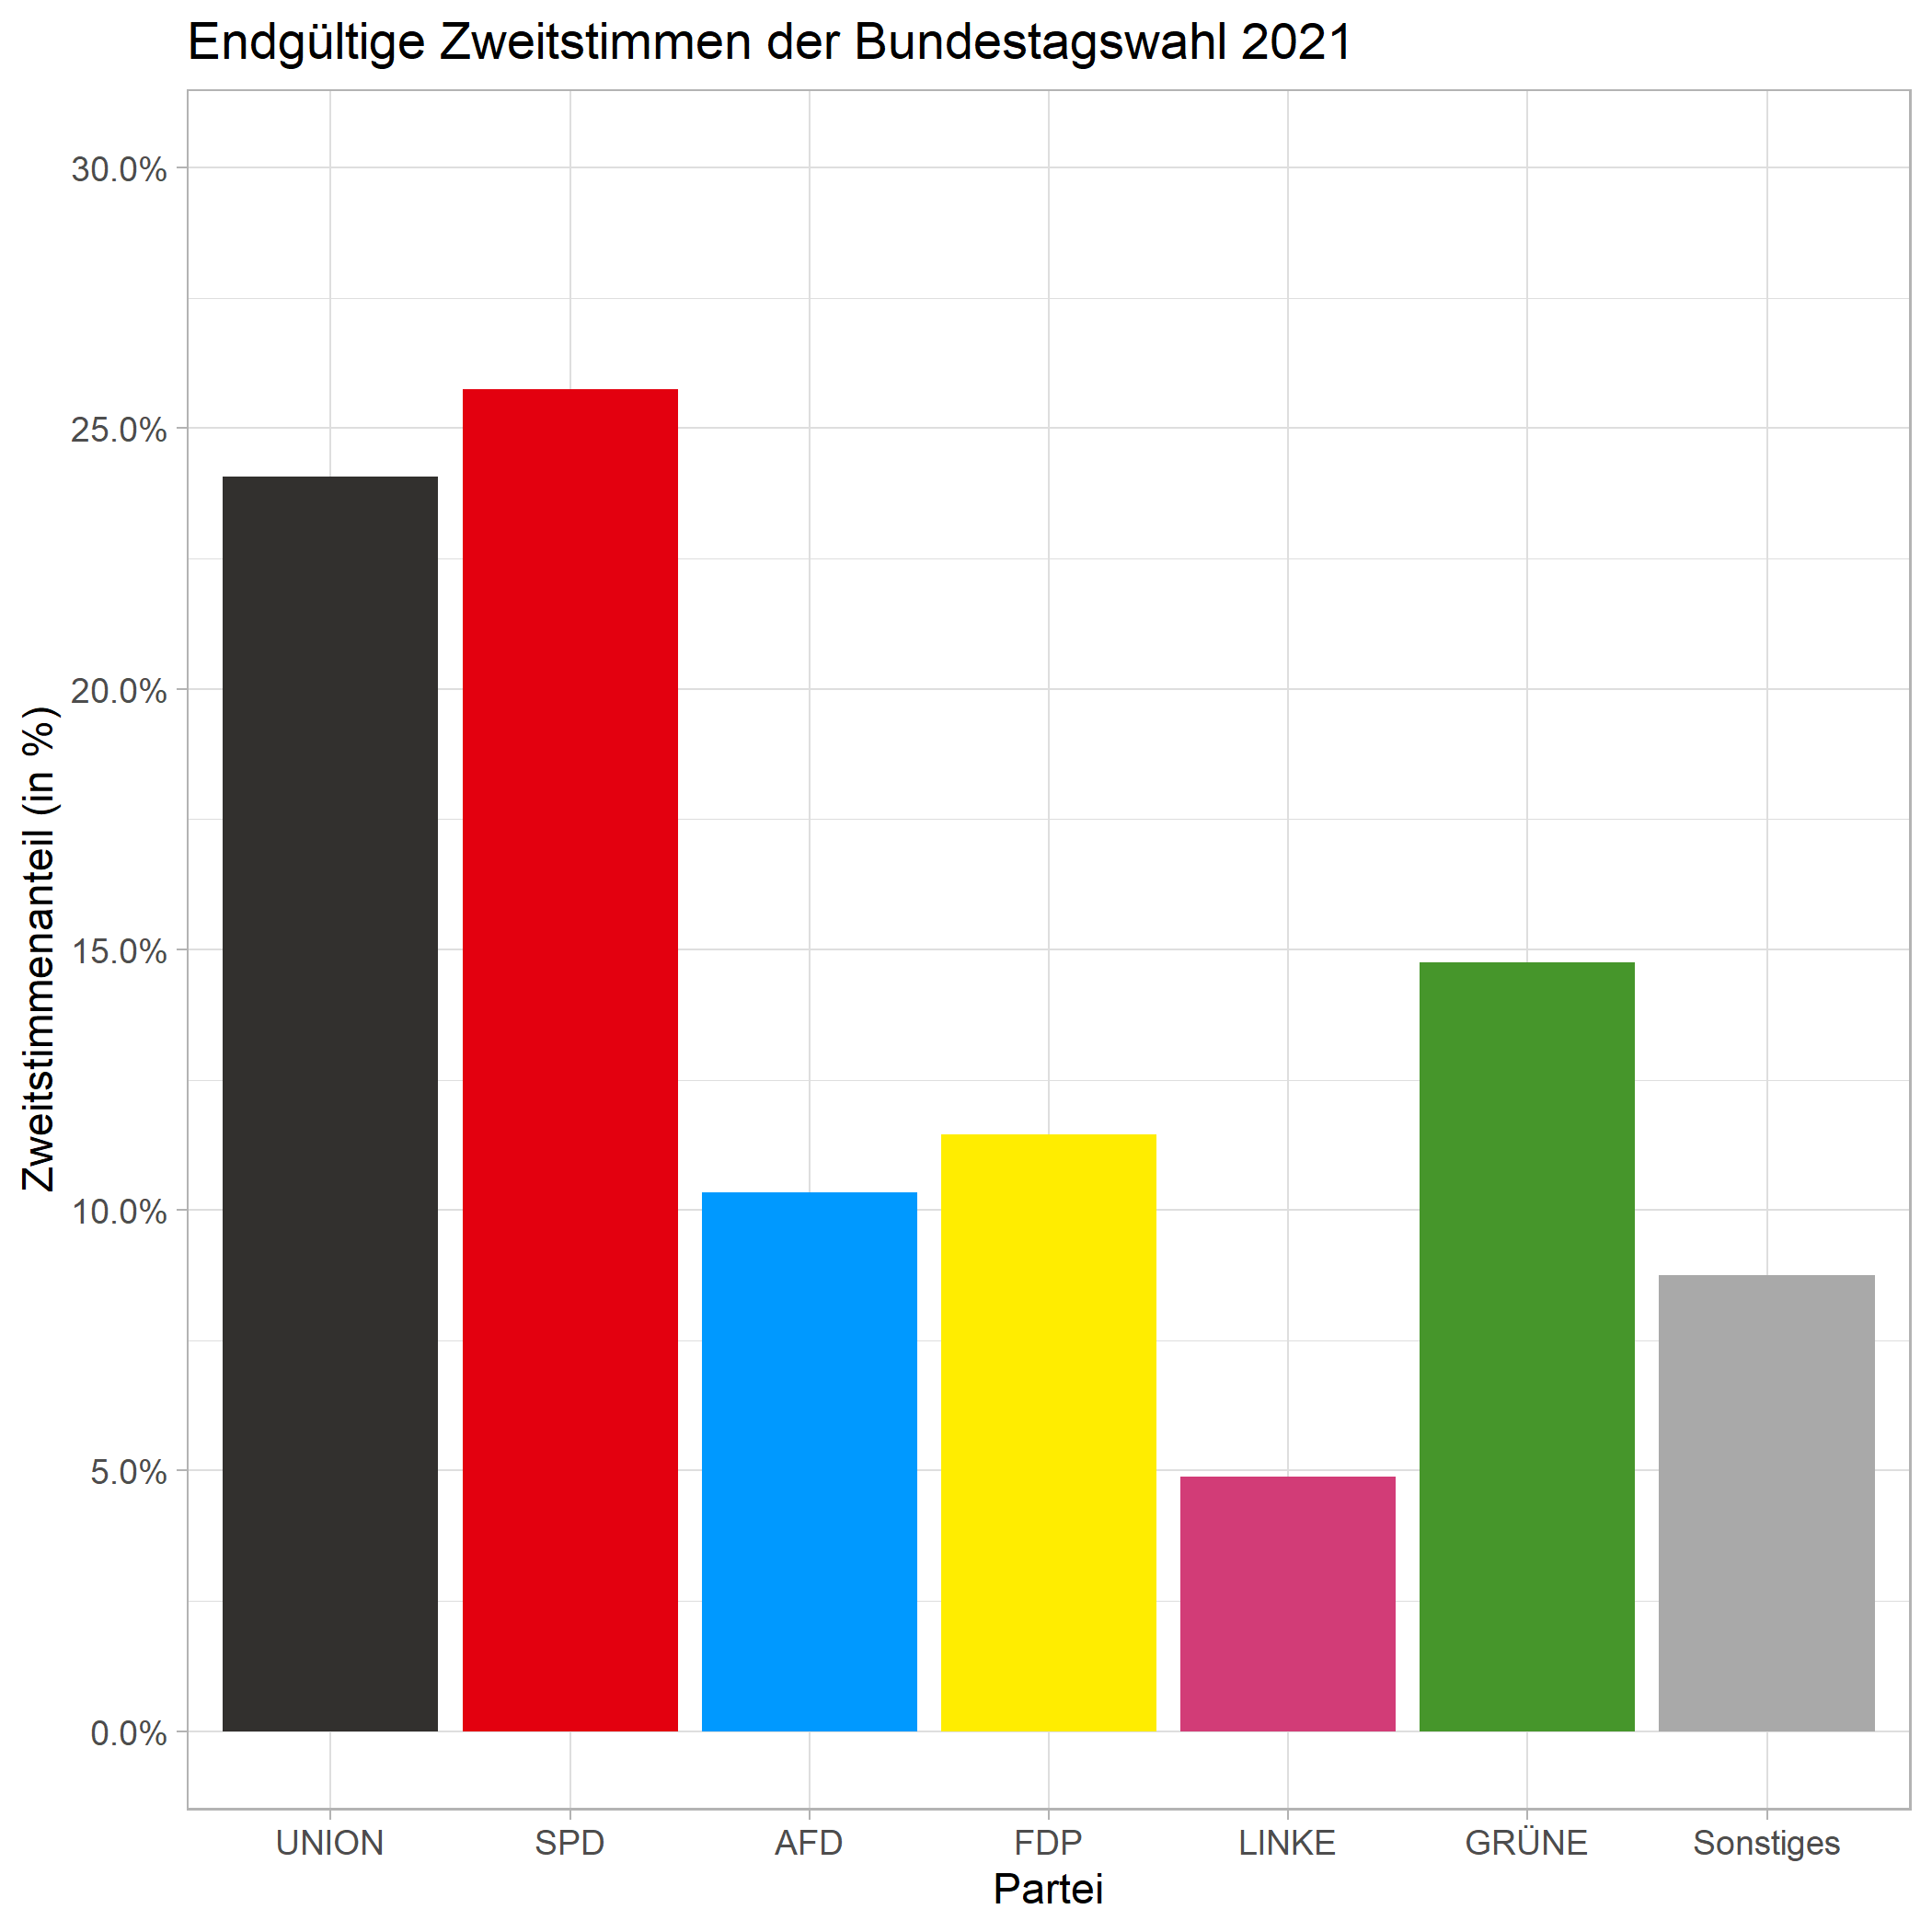 Endgültige Zweitstimmen der Bundestagswahl 2021
Zweitstimmenanteil (in %)
30.0%
25.0%
20.0%
15.0%
10.0%
5.0%
0.0%
UNION SPD AFD FDP LINKE GRÜNE Sonstiges
Partei